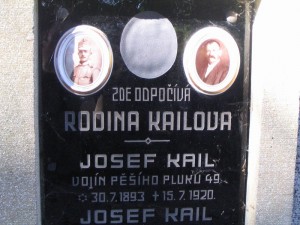 ZDE ODPOČÍVÁ
RODINA KAILOVA
JOSEF KAIL
VOJÍN PĚŠÍHO PLUKU 49.
✩ 30.7.1893 + 15.7.1920.
JOSEF KAIL